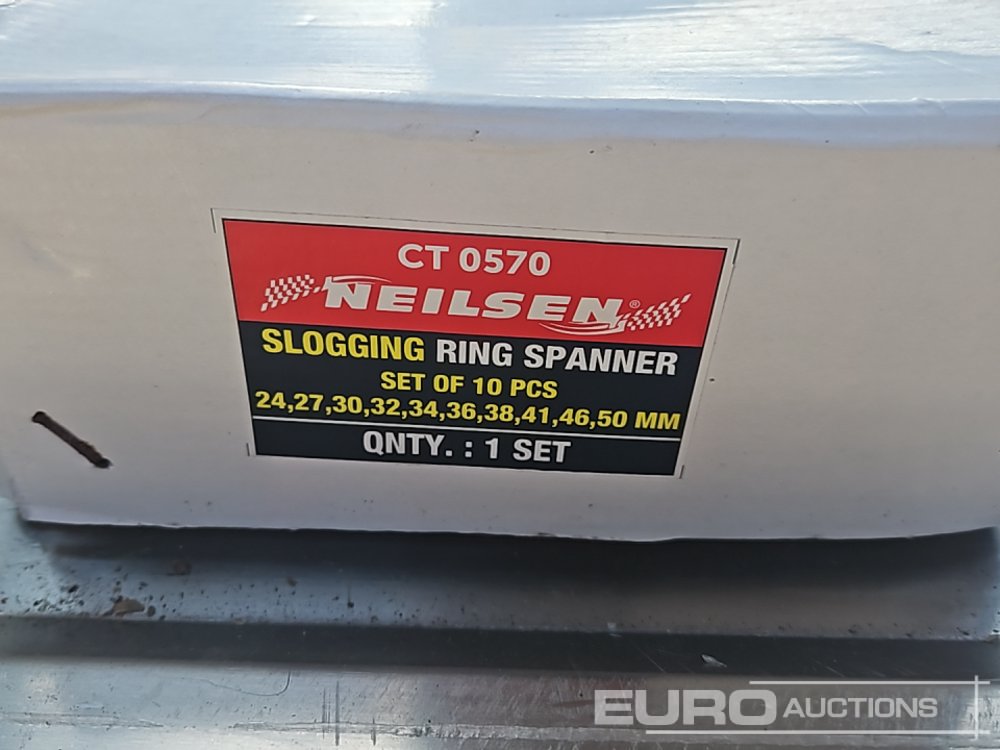 CT 0570
NEILSEN®
SLOGGING RING SPANNER
SET OF 10 PCS
24,27,30,32,34,36,38,41,46,50 MM
QNTY. : 1 SET
EURO AUCTIONS